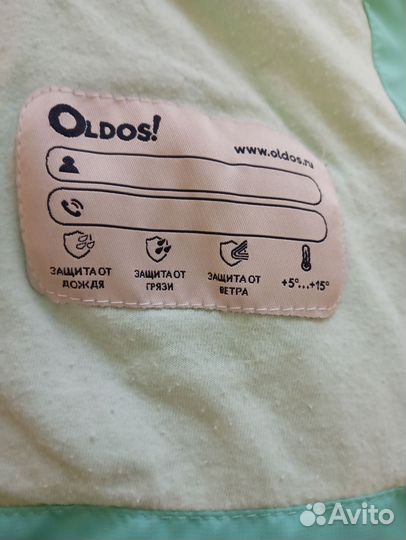 OLDOS!
www.oldos.ru
ЗАЩИТА ОТ ДОЖДЯ
ЗАЩИТА ОТ ГРЯЗИ
ЗАЩИТА ОТ ВЕТРА
+5°...+15°
Avito